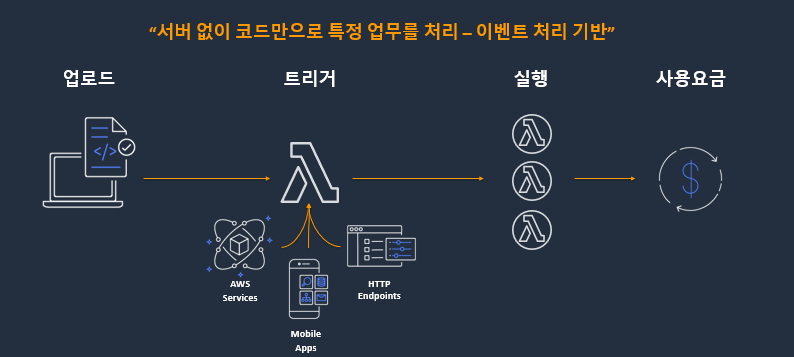 “서버 없이 코드만으로 특정 업무를 처리 – 이벤트 처리 기반”
업로드
트리거
실행
사용요금
</>
$
AWS
Services
HTTP
Endpoints
Mobile
Apps